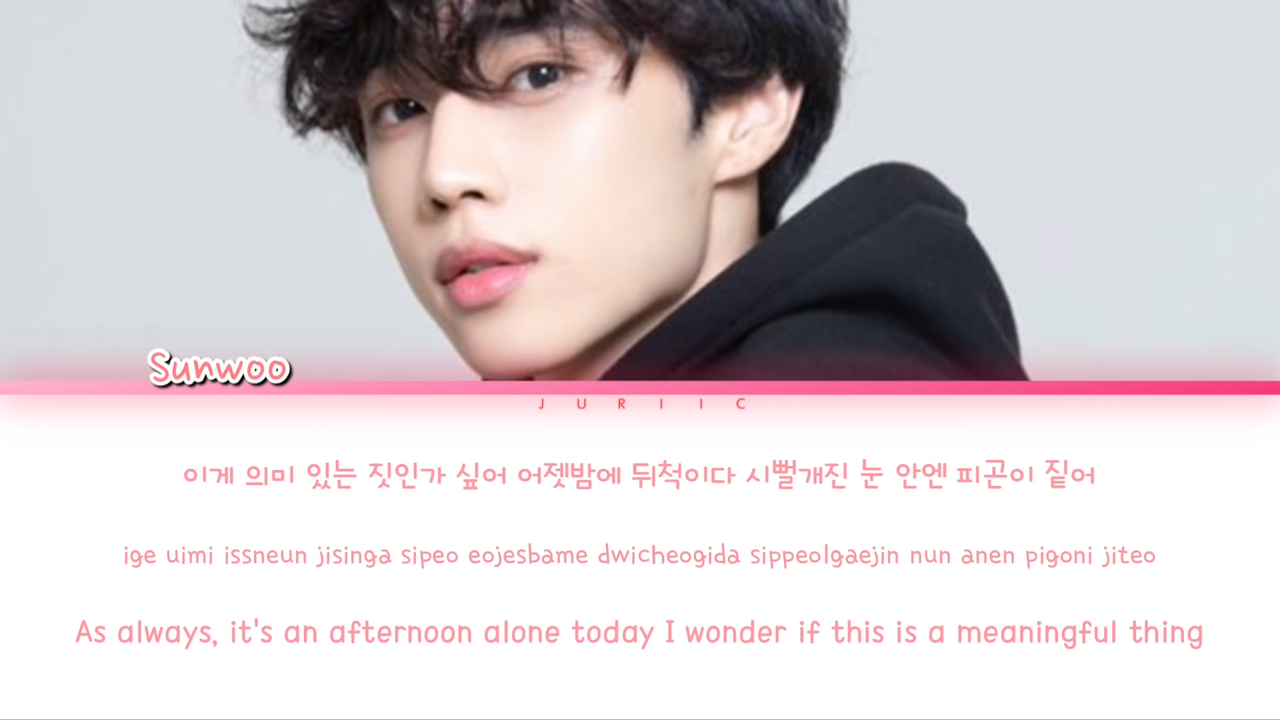 Sunwoo
JURIIC
이게 의미 있는 짓인가 싶어 어젯밤에 뒤척이다 시뻘개진 눈 안엔 피곤이 짙어
ige uimi issneun jisinga sipeo eojesbame dwicheogida sippeolgaejin nun anen pigoni jiteo
As always, it's an afternoon alone today I wonder if this is a meaningful thing